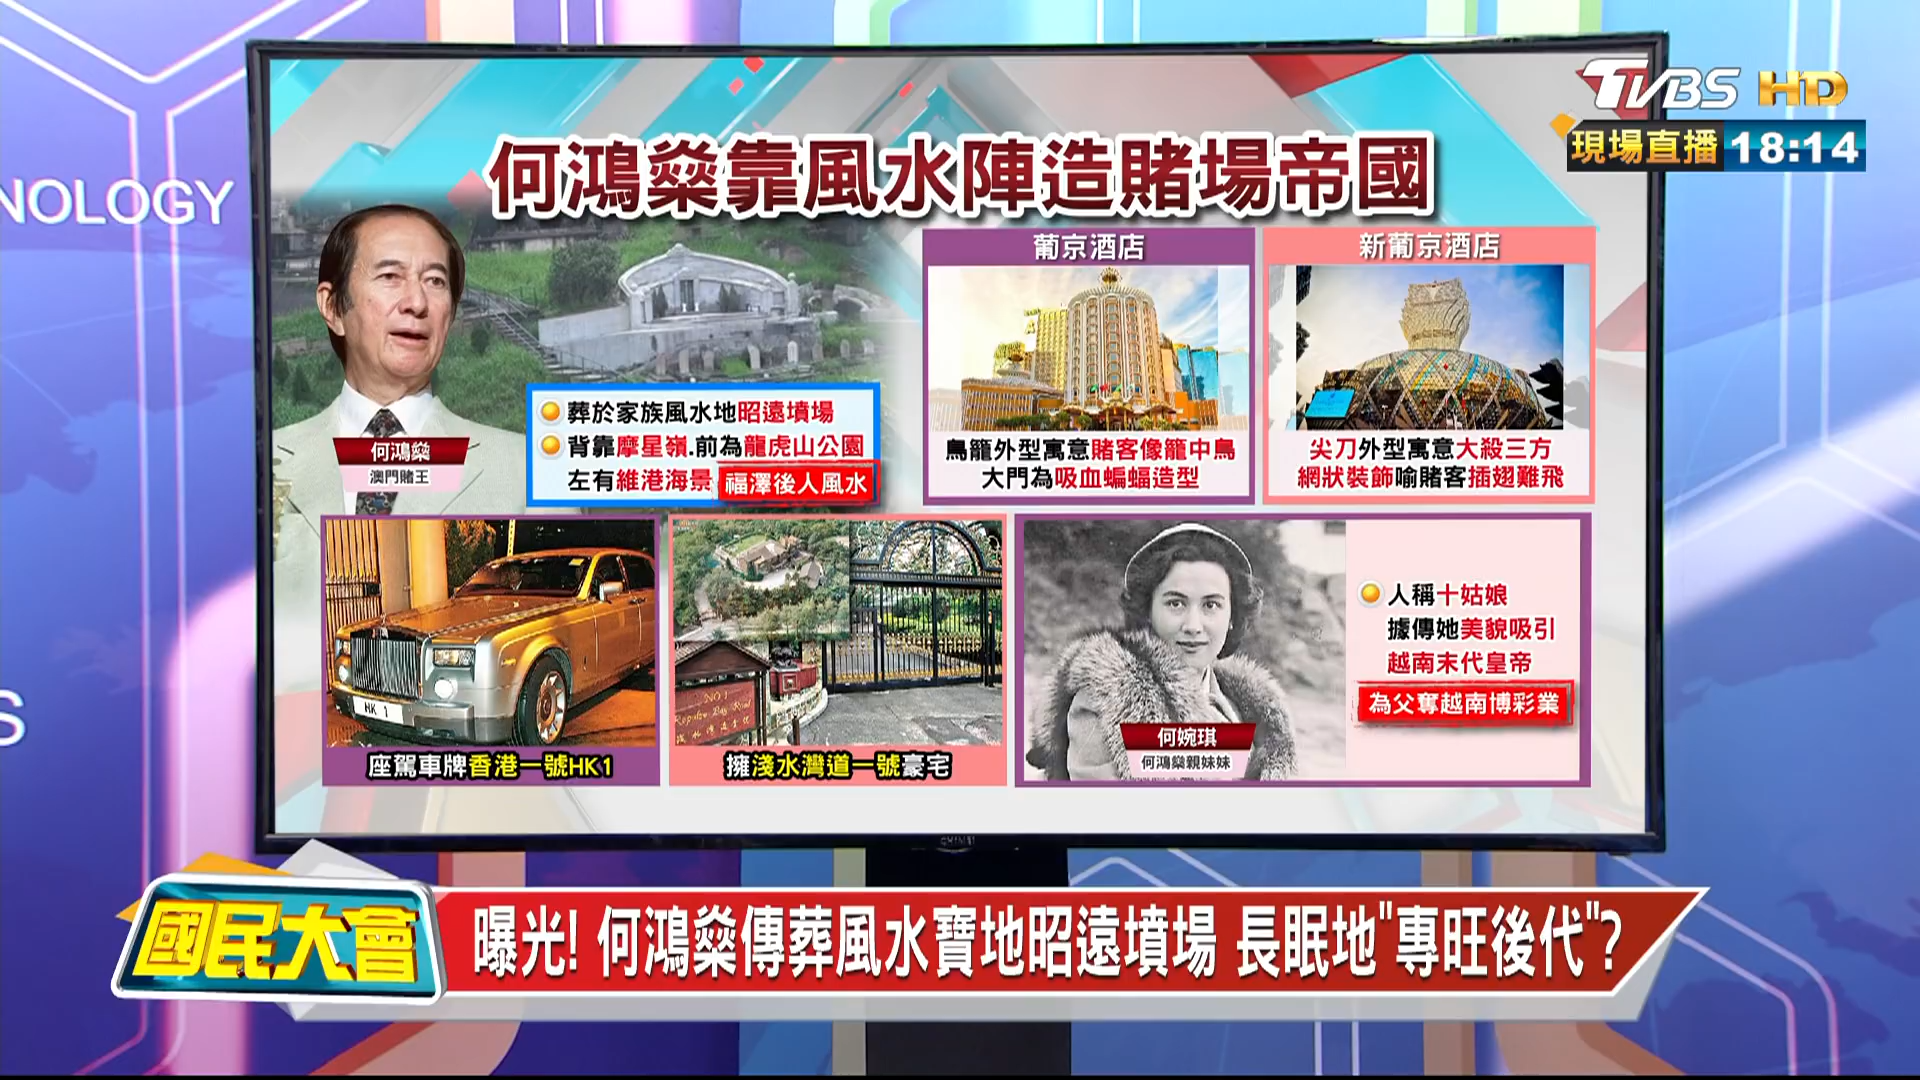 NOLOGY
S
TVBS HD
現場直播 18:14
何鴻燊靠風水陣造賭場帝國
何鴻燊
澳門賭王
葬於家族風水地昭遠墳場
背靠摩星嶺.前為龍虎山公園
左有維港海景 福澤後人風水
葡京酒店
鳥籠外型寓意賭客像籠中鳥
大門為吸血蝙蝠造型
新葡京酒店
尖刀外型寓意大殺三方
網狀裝飾喻賭客插翅難飛
HK 1
座駕車牌香港一號HK1
NO 1
Repulse Bay Road
擁淺水灣道一號豪宅
何婉琪
何鴻燊親妹妹
人稱十姑娘
據傳她美貌吸引
越南末代皇帝
為父奪越南博彩業
CHIMEI
國民大會
曝光! 何鴻燊傳葬風水寶地昭遠墳場 長眠地"專旺後代"?